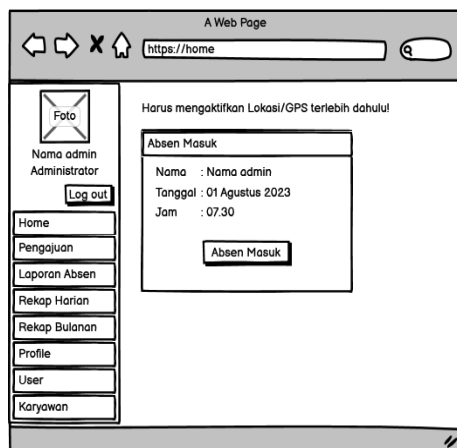 A Web Page
https://home
Foto
Nama admin
Administrator
Log out
Home
Pengajuan
Laporan Absen
Rekap Harian
Rekap Bulanan
Profile
User
Karyawan
Harus mengaktifkan Lokasi/GPS terlebih dahulu!
Absen Masuk
Nama : Nama admin
Tanggal : 01 Agustus 2023
Jam : 07.30
Absen Masuk